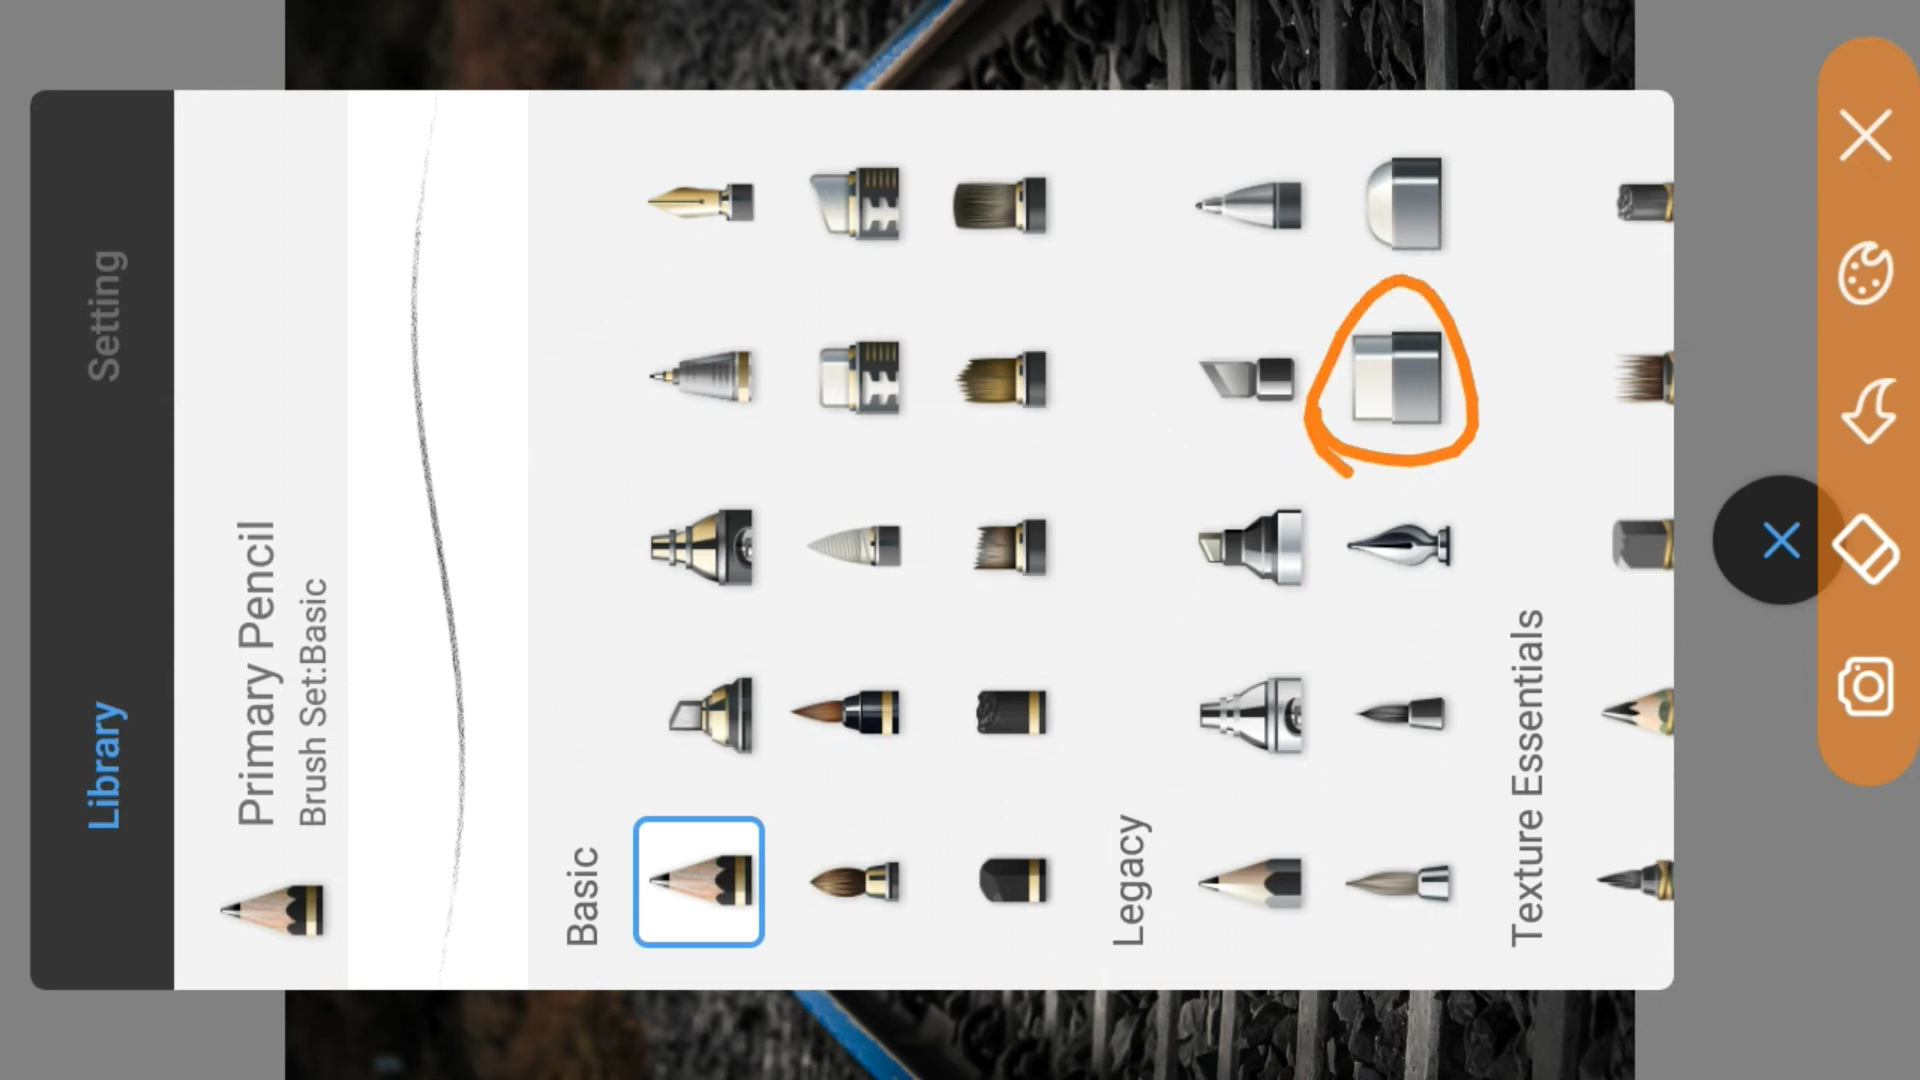 Library
Setting
Primary Pencil
Brush Set:Basic
Basic
Legacy
Texture Essentials